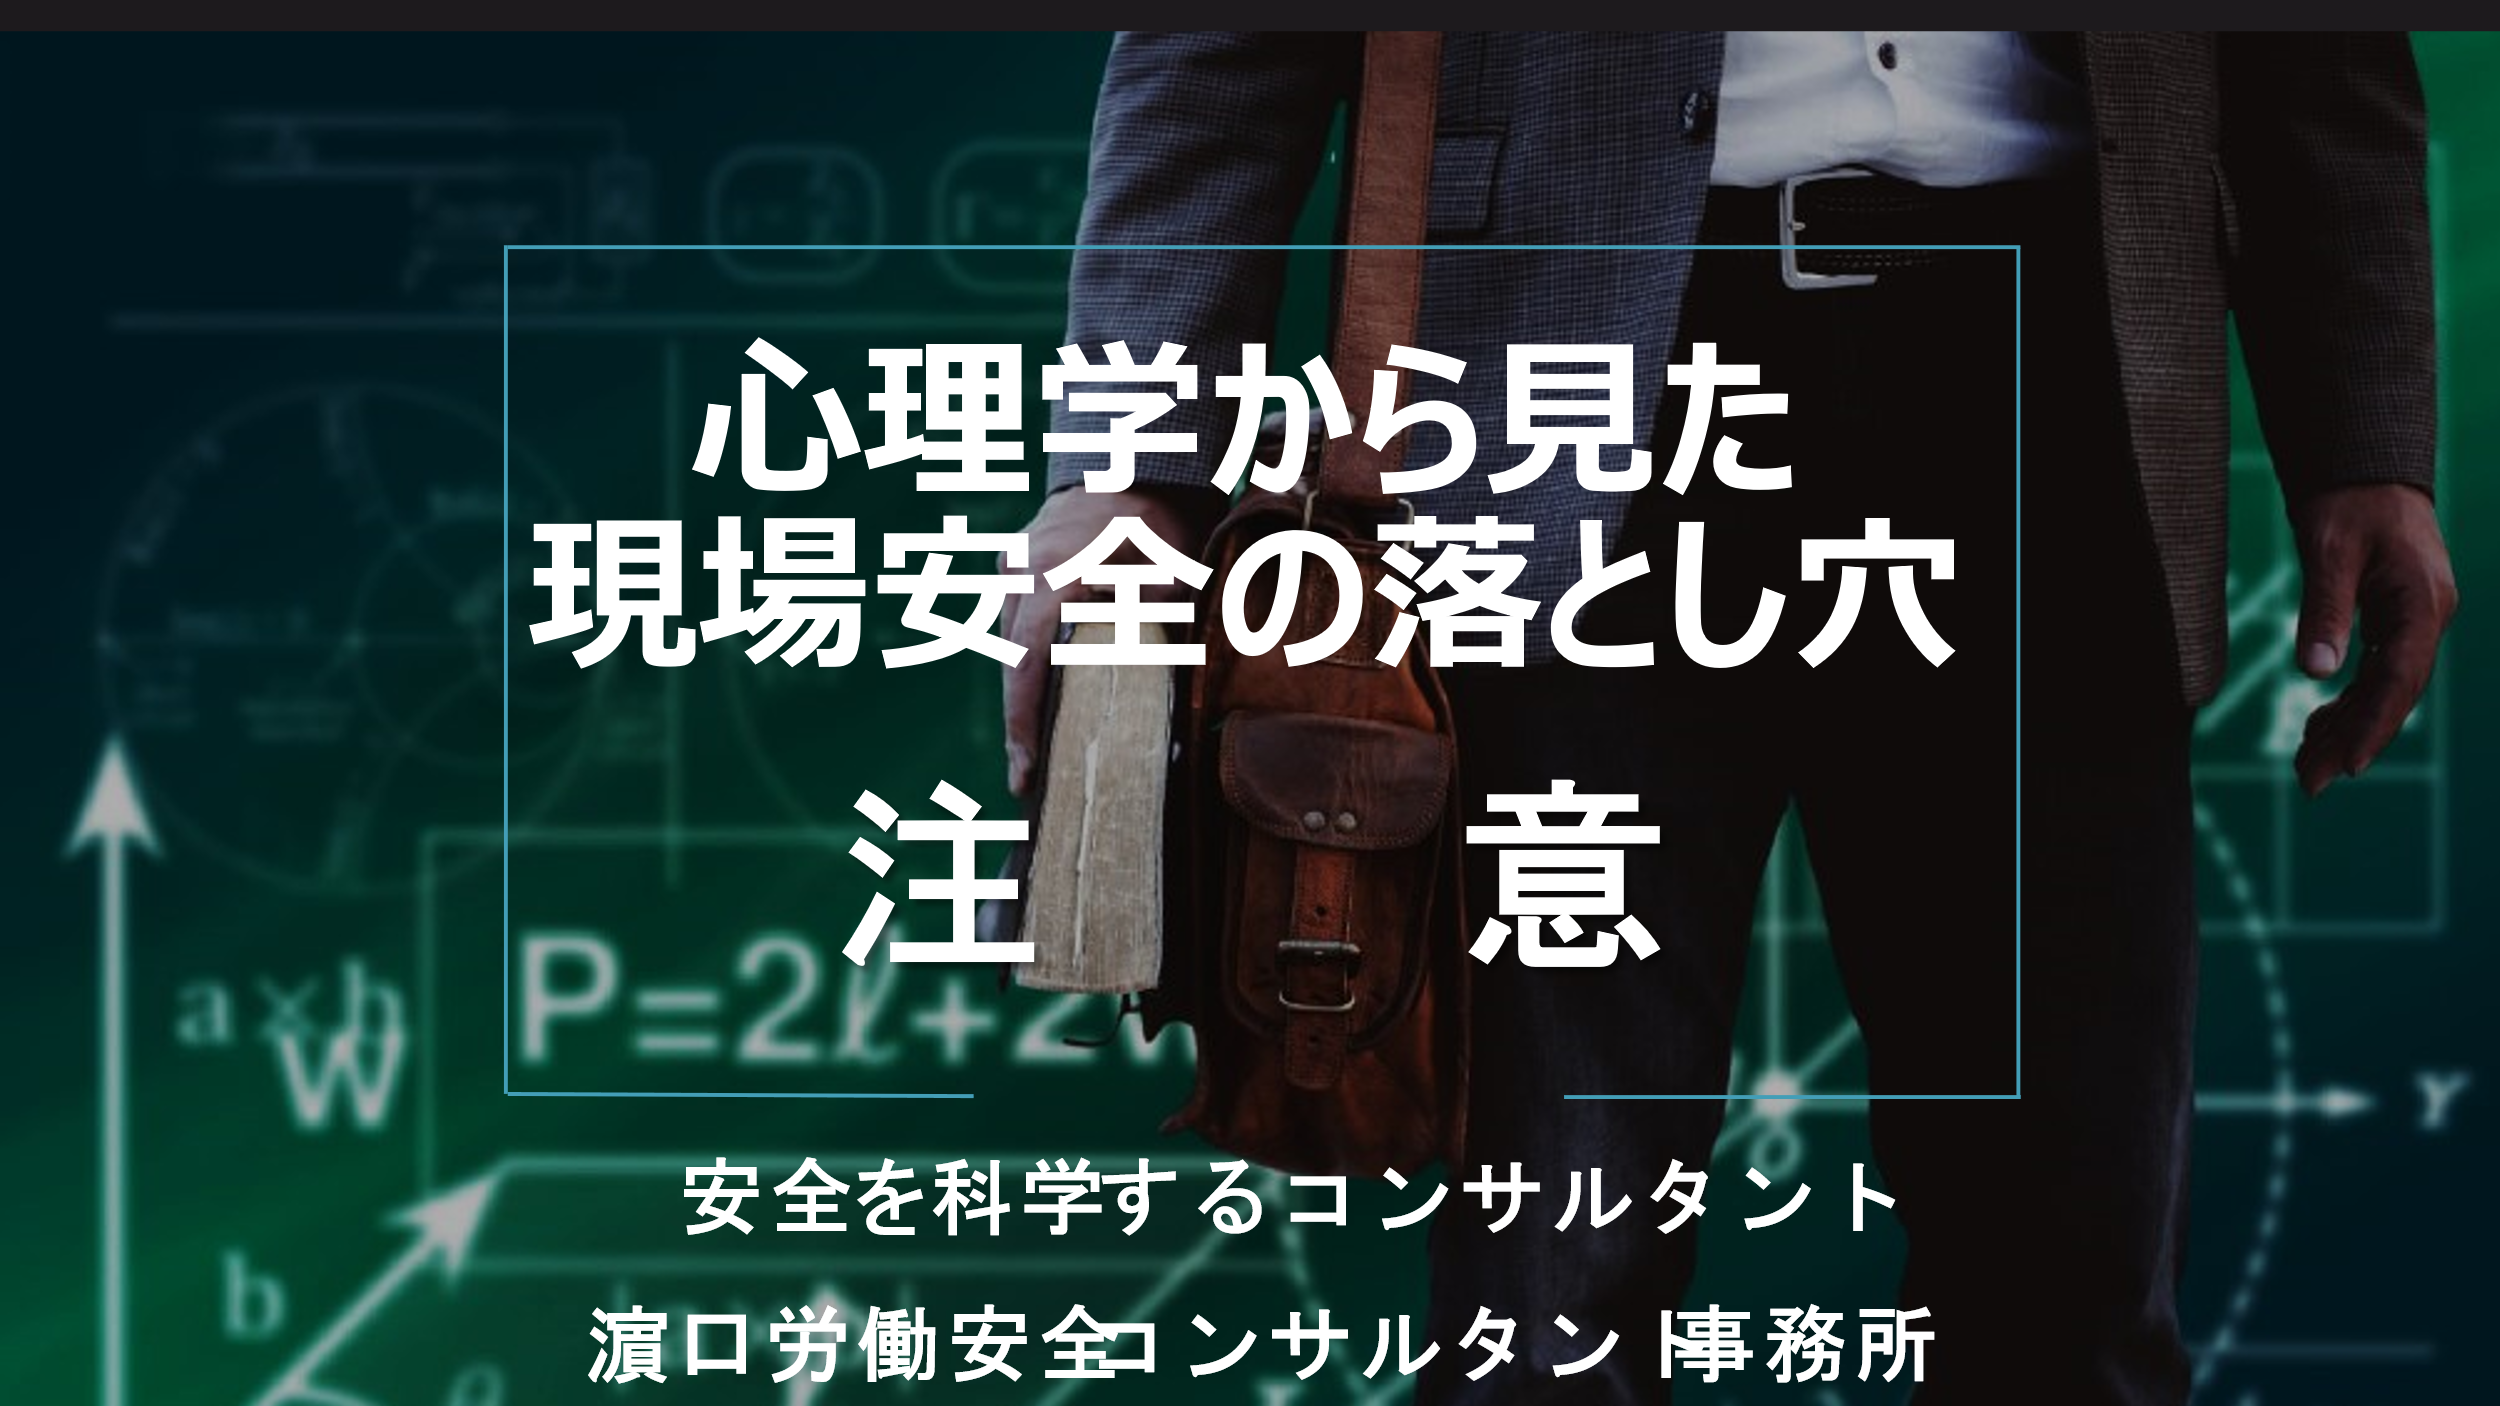 心理学から見た
現場安全の落とし穴
注 意
P=2ℓ+2w
a×b
W
b
Y
安全を科学するコンサルタント
濵口労働安全コンサルタント事務所